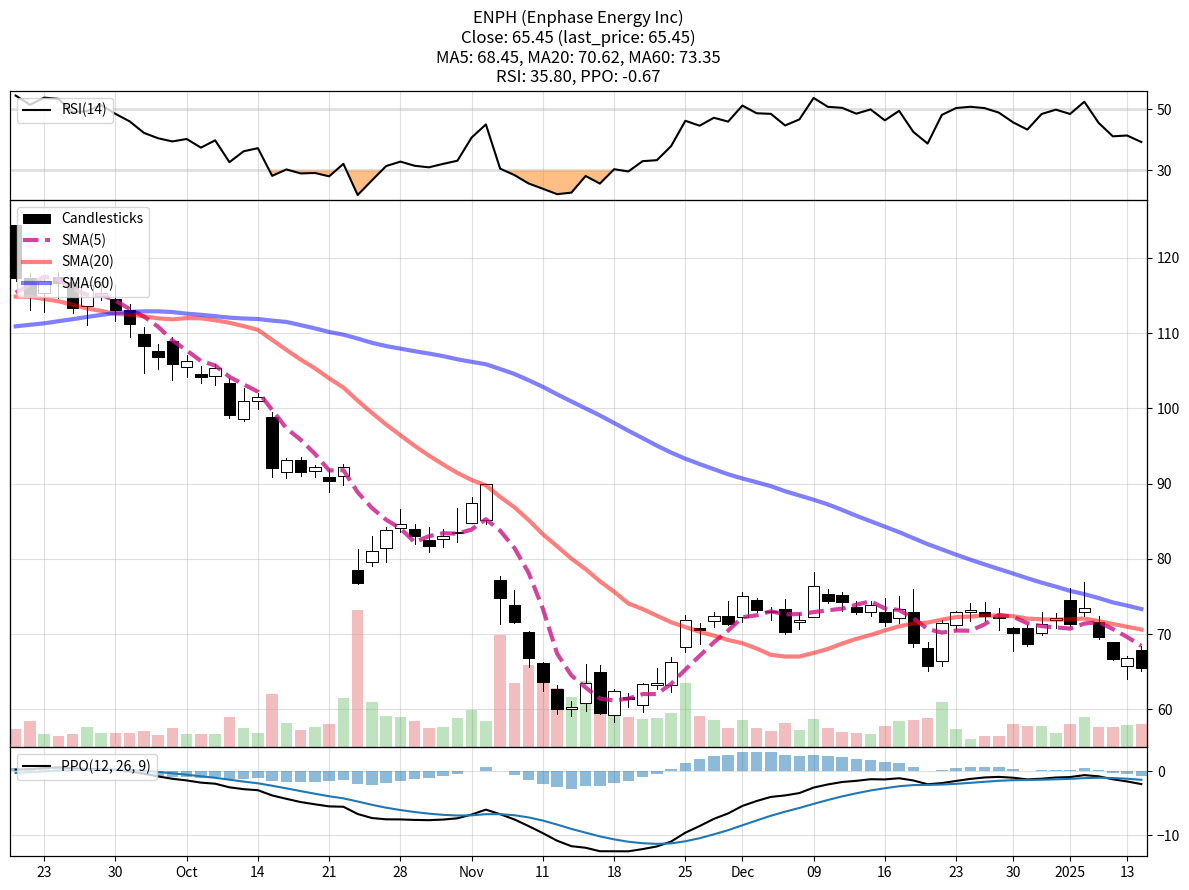 ENPH (Enphase Energy Inc)
Close: 65.45 (last_price: 65.45)
MA5: 68.45, MA20: 70.62, MA60: 73.35
RSI: 35.80, PPO: -0.67
RSI(14)
50
30
Candlesticks
SMA(5)
SMA(20)
SMA(60)
120
110
100
90
80
70
60
PPO(12, 26, 9)
0
−10
23 30 Oct 14 21 28 Nov 11 18 25 Dec 09 16 23 30 2025 13